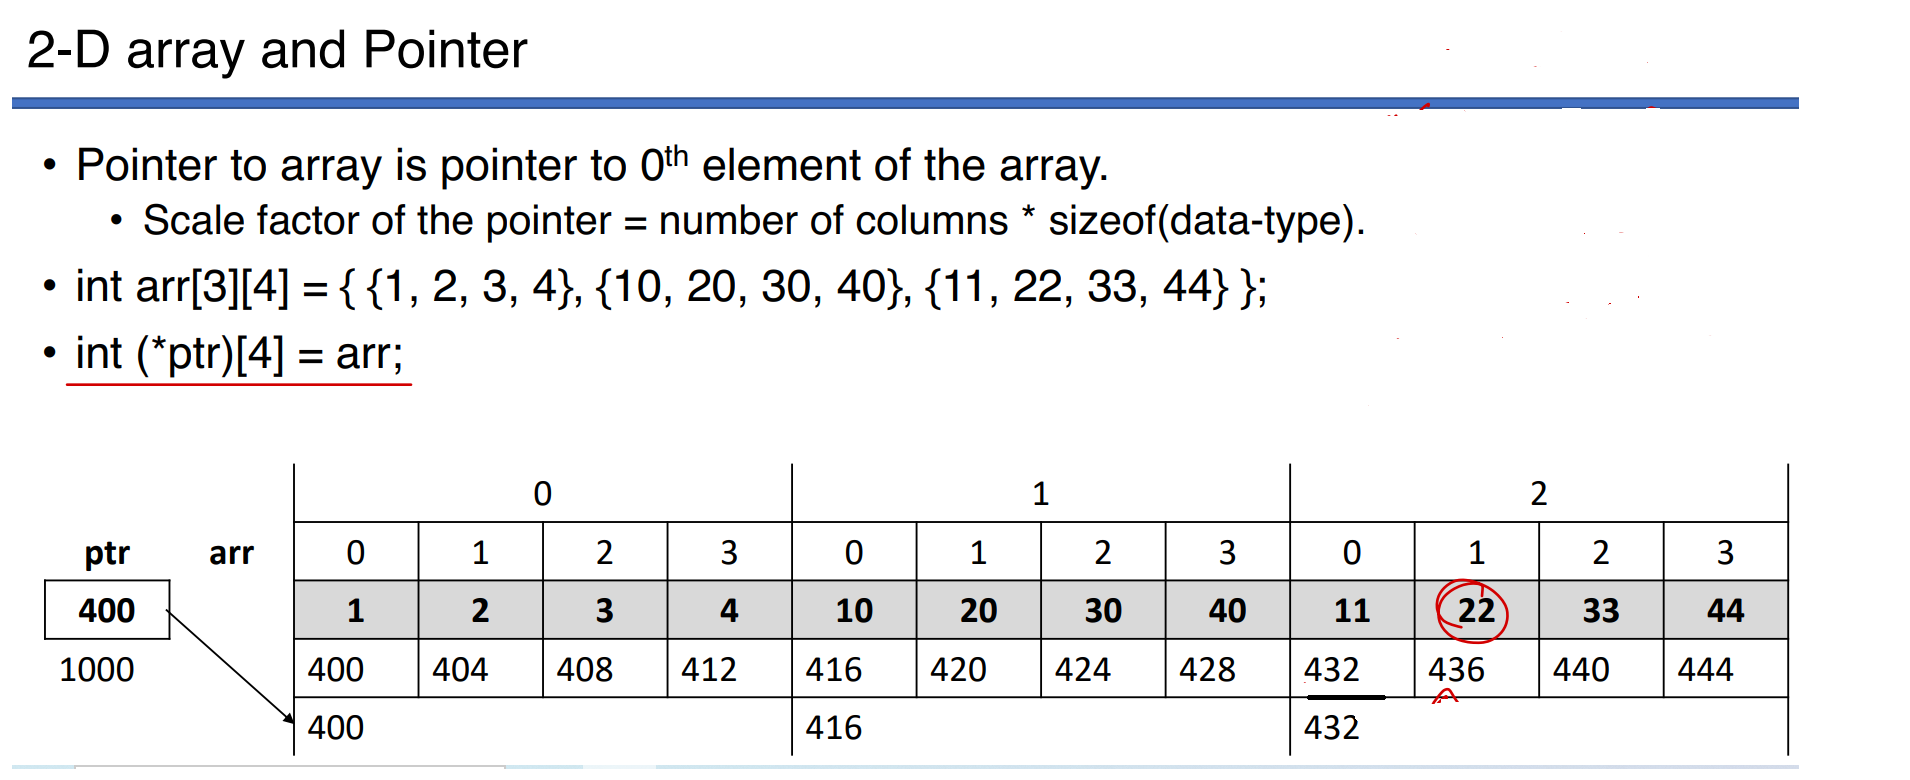 2-D array and Pointer
• Pointer to array is pointer to 0th element of the array.
• Scale factor of the pointer = number of columns * sizeof(data-type).
• int arr[3][4] = { {1, 2, 3, 4}, {10, 20, 30, 40}, {11, 22, 33, 44} };
• int (*ptr)[4] = arr;
0 1 2
ptr arr 0 1 2 3 0 1 2 3 0 1 2 3
400 1 2 3 4 10 20 30 40 11 22 33 44
1000 400 404 408 412 416 420 424 428 432 436 440 444
400 416 432